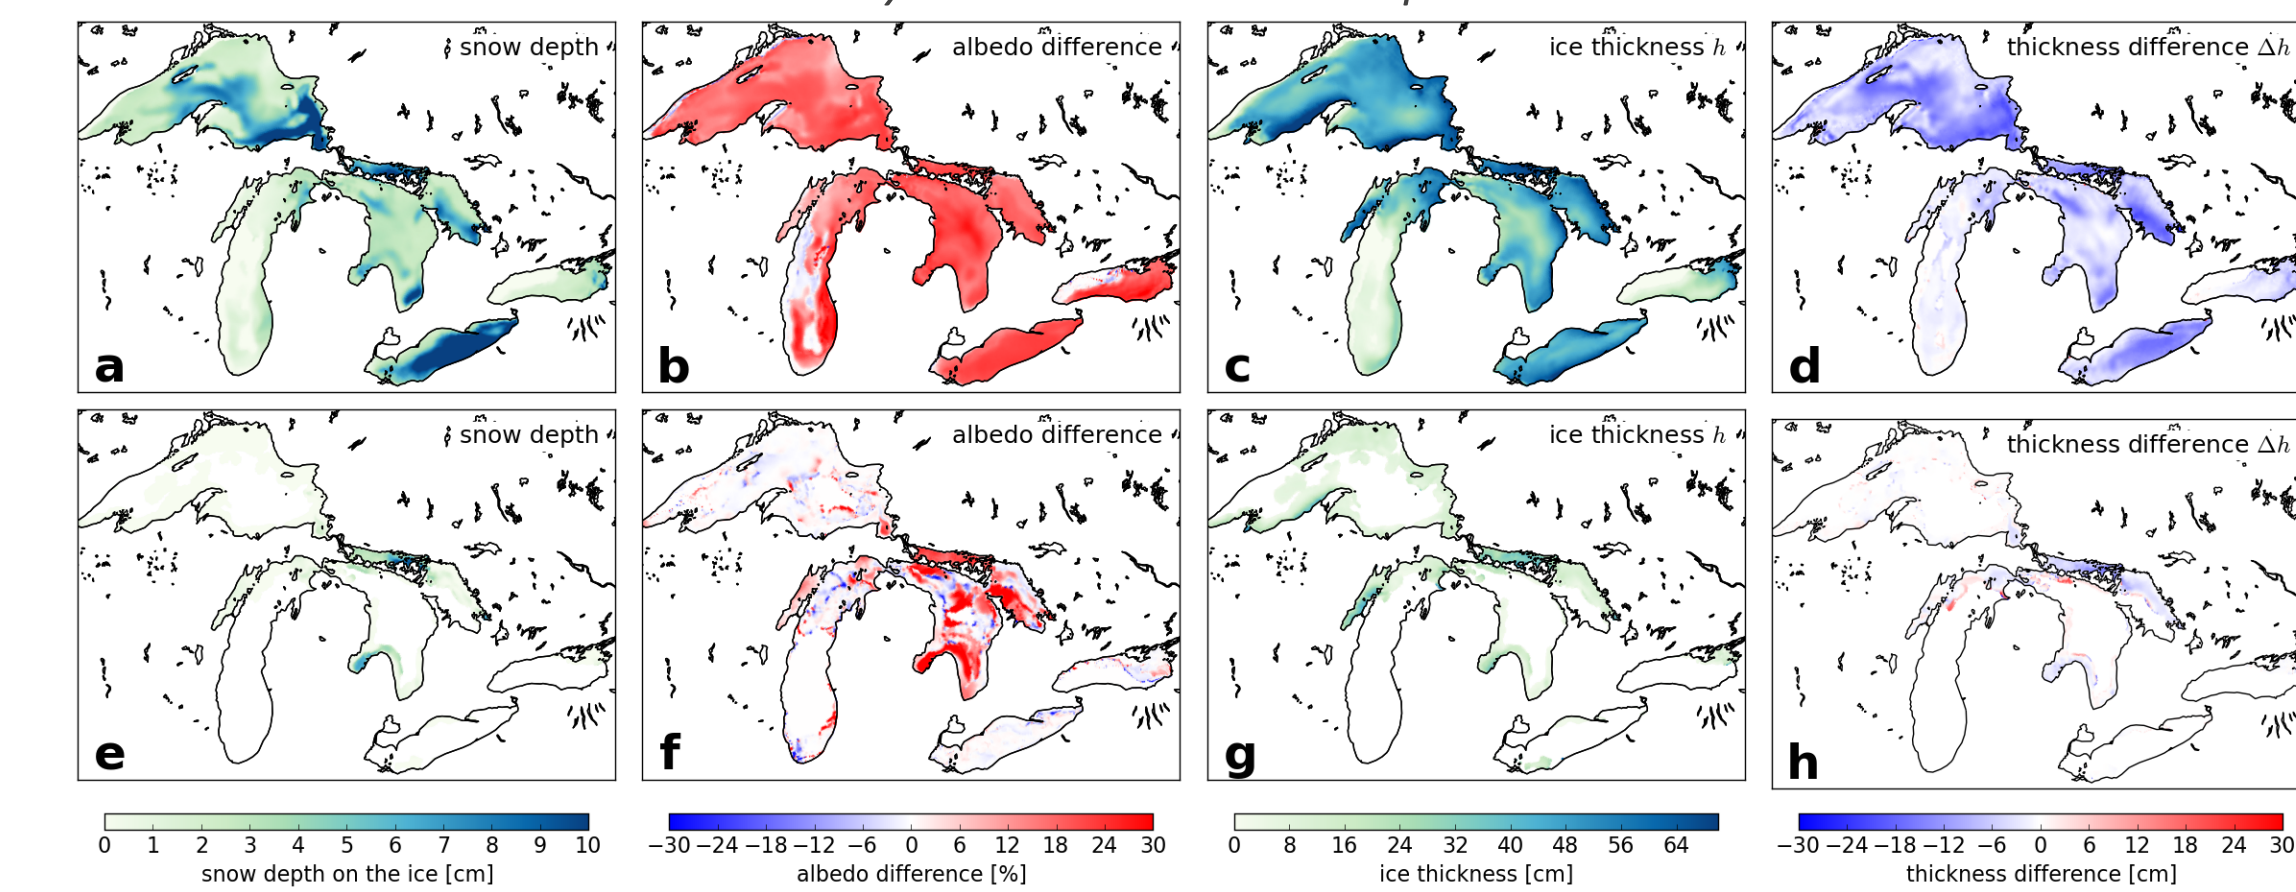 snow depth
albedo difference
ice thickness h
thickness difference Δh
a
b
c
d
snow depth
albedo difference
ice thickness h
thickness difference Δh
e
f
g
h
0 1 2 3 4 5 6 7 8 9 10
snow depth on the ice [cm]
−30 −24 −18 −12 −6 0 6 12 18 24 30
albedo difference [%]
0 8 16 24 32 40 48 56 64
ice thickness [cm]
−30 −24 −18 −12 −6 0 6 12 18 24 30
thickness difference [cm]